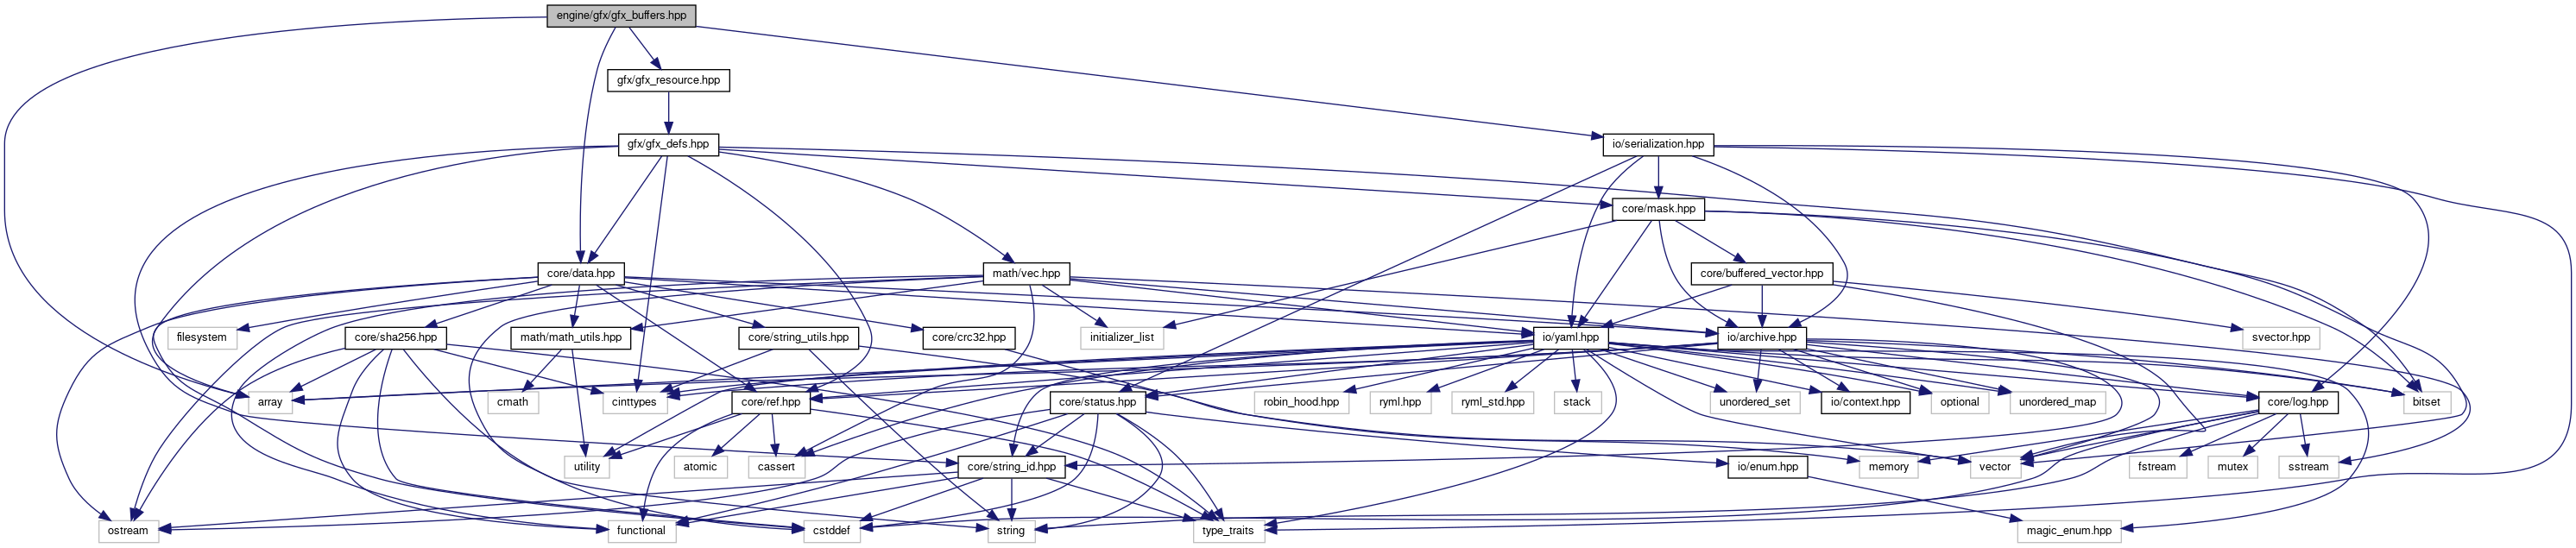 engine/gfx/gfx_buffers.hpp
gfx/gfx_resource.hpp
gfx/gfx_defs.hpp
io/serialization.hpp
core/mask.hpp
core/data.hpp
math/vec.hpp
core/buffered_vector.hpp
filesystem
core/sha256.hpp
math/math_utils.hpp
core/string_utils.hpp
core/crc32.hpp
initializer_list
io/yaml.hpp
io/archive.hpp
svector.hpp
array
cmath
cinttypes
core/ref.hpp
core/status.hpp
robin_hood.hpp
ryml.hpp
ryml_std.hpp
stack
unordered_set
io/context.hpp
optional
unordered_map
core/log.hpp
bitset
utility
atomic
cassert
core/string_id.hpp
io/enum.hpp
memory
vector
fstream
mutex
sstream
ostream
functional
cstddef
string
type_traits
magic_enum.hpp